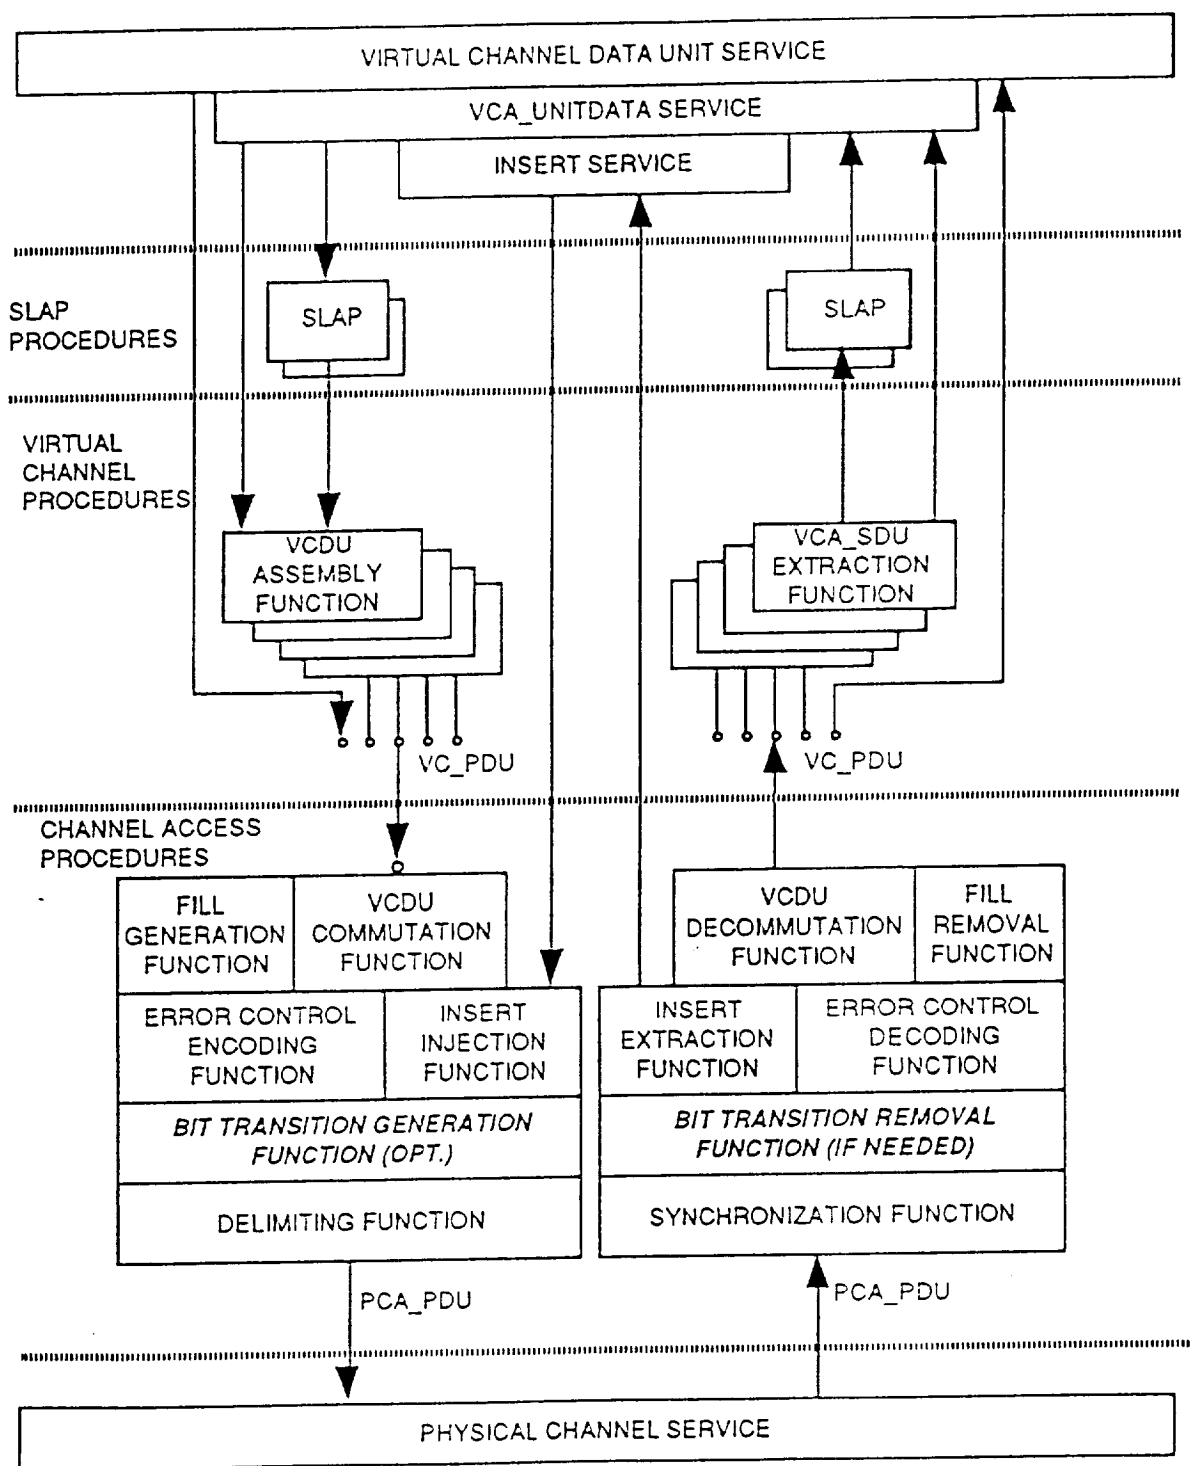 VIRTUAL CHANNEL DATA UNIT SERVICE
VCA_UNITDATA SERVICE
INSERT SERVICE
SLAP
PROCEDURES
SLAP
SLAP
VIRTUAL
CHANNEL
PROCEDURES
VCDU
ASSEMBLY
FUNCTION
VCA_SDU
EXTRACTION
FUNCTION
VC_PDU
VC_PDU
CHANNEL ACCESS
PROCEDURES
FILL
GENERATION
FUNCTION
VCDU
COMMUTATION
FUNCTION
VCDU
DECOMMUTATION
FUNCTION
FILL
REMOVAL
FUNCTION
ERROR CONTROL
ENCODING
FUNCTION
INSERT
INJECTION
FUNCTION
INSERT
EXTRACTION
FUNCTION
ERROR CONTROL
DECODING
FUNCTION
BIT TRANSITION GENERATION
FUNCTION (OPT.)
BIT TRANSITION REMOVAL
FUNCTION (IF NEEDED)
DELIMITING FUNCTION
SYNCHRONIZATION FUNCTION
PCA_PDU
PCA_PDU
PHYSICAL CHANNEL SERVICE